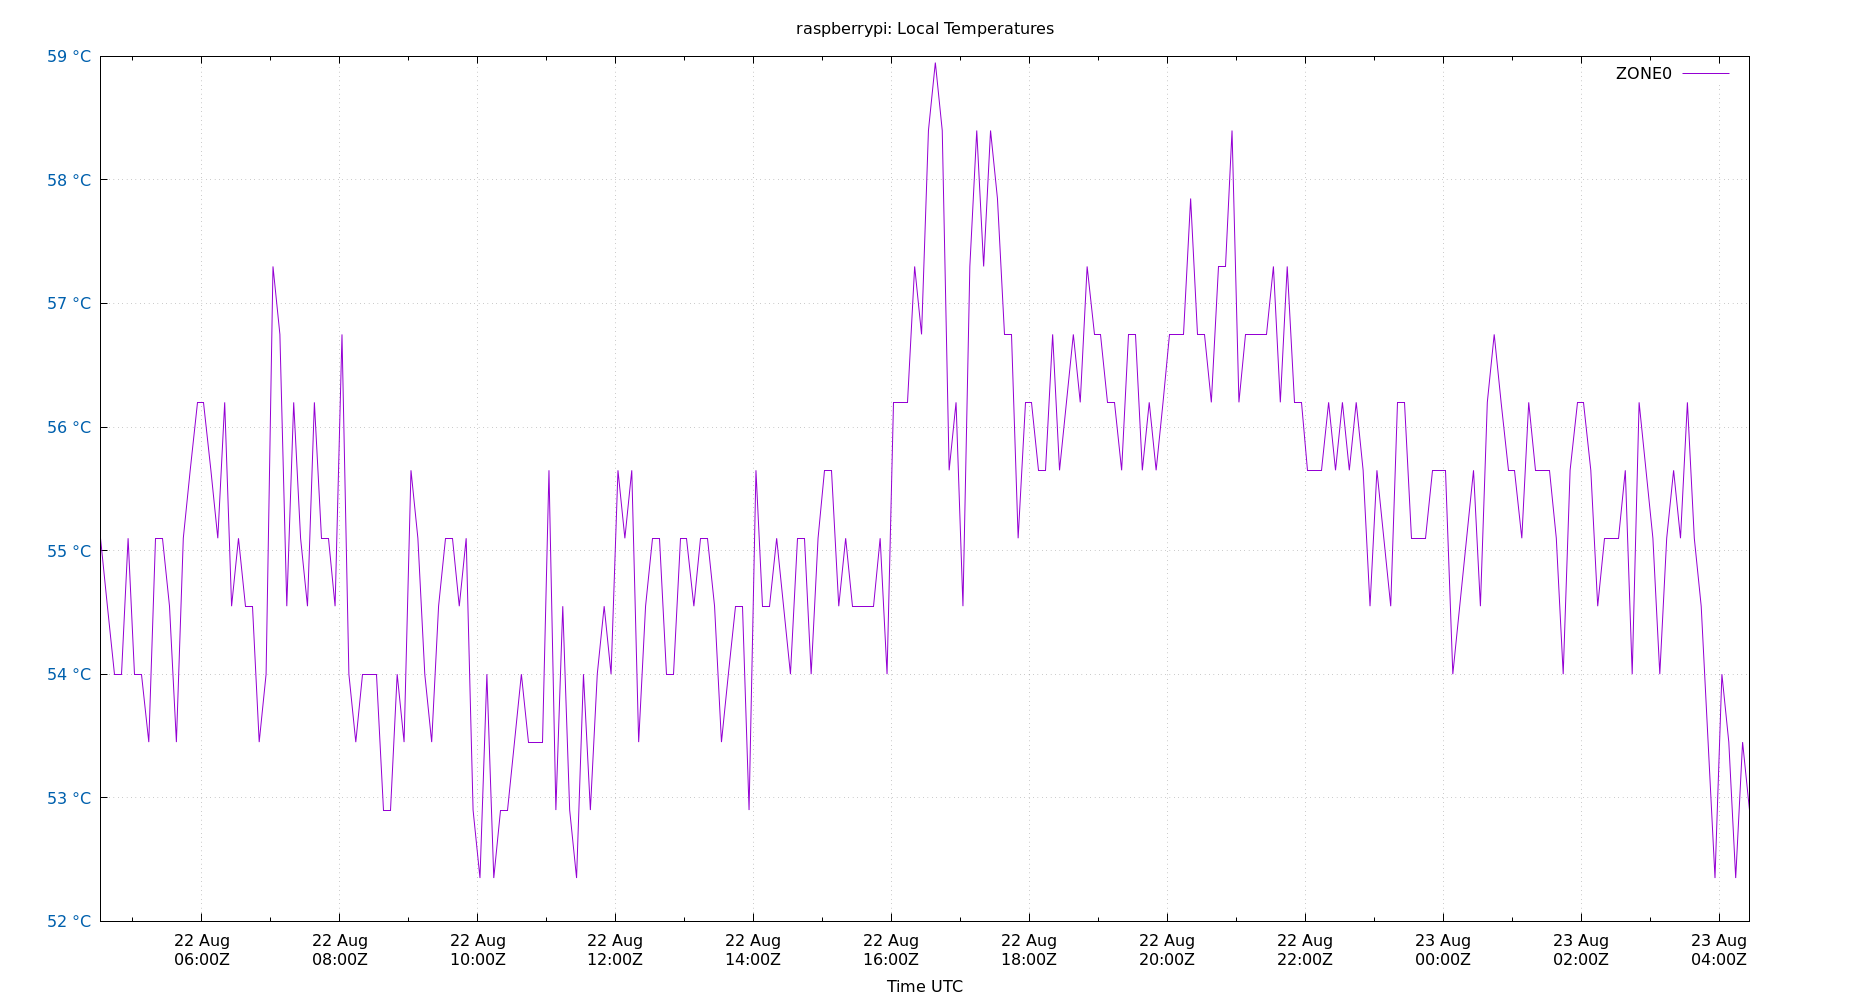 raspberrypi: Local Temperatures
ZONE0
59 °C
58 °C
57 °C
56 °C
55 °C
54 °C
53 °C
52 °C
22 Aug 22 Aug 22 Aug 22 Aug 22 Aug 22 Aug 22 Aug 22 Aug 22 Aug 23 Aug 23 Aug 23 Aug
06:00Z 08:00Z 10:00Z 12:00Z 14:00Z 16:00Z 18:00Z 20:00Z 22:00Z 00:00Z 02:00Z 04:00Z
Time UTC